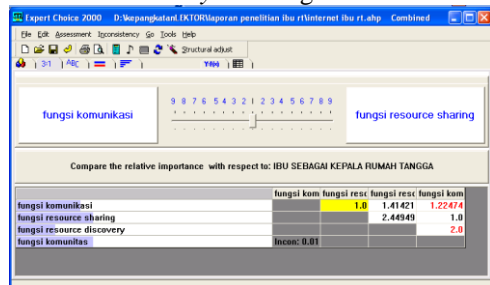 Expert Choice 2000 D:\kepangkatan\LEKTOR\laporan penelitian ibu rt\internet ibu rt.ahp Combined
File Edit Assessment Inconsistency Go Tools Help
Structural adjust
3:1 ABC
fungsi komunikasi
9 8 7 6 5 4 3 2 1 2 3 4 5 6 7 8 9
fungsi resource sharing
Compare the relative importance with respect to: IBU SEBAGAI KEPALA RUMAH TANGGA
fungsi kom fungsi resc fungsi resc fungsi kom
fungsi komunikasi 1.0 1.41421 1.22474
fungsi resource sharing 2.44949 1.0
fungsi resource discovery 2.0
fungsi komunitas Incon: 0.01